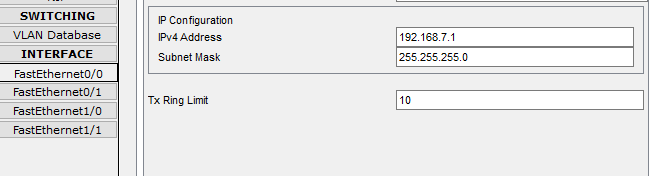 SWITCHING
VLAN Database
INTERFACE
FastEthernet0/0
FastEthernet0/1
FastEthernet1/0
FastEthernet1/1
IP Configuration
IPv4 Address 192.168.7.1
Subnet Mask 255.255.255.0
Tx Ring Limit 10